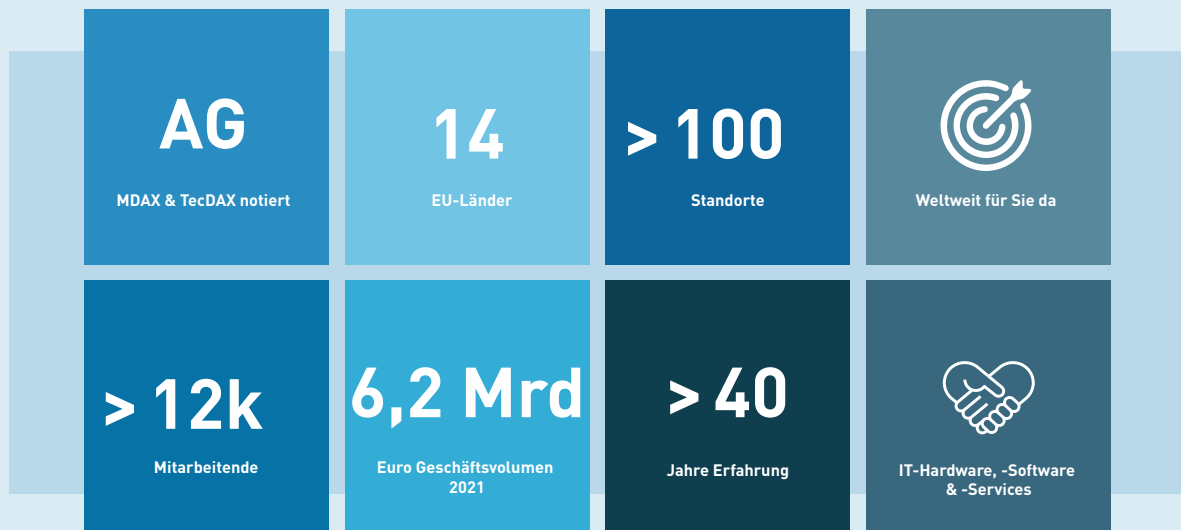 AG
MDAX & TecDAX notiert
14
EU-Länder
> 100
Standorte
Weltweit für Sie da
> 12k
Mitarbeitende
6,2 Mrd
Euro Geschäftsvolumen
2021
> 40
Jahre Erfahrung
IT-Hardware, -Software
& -Services